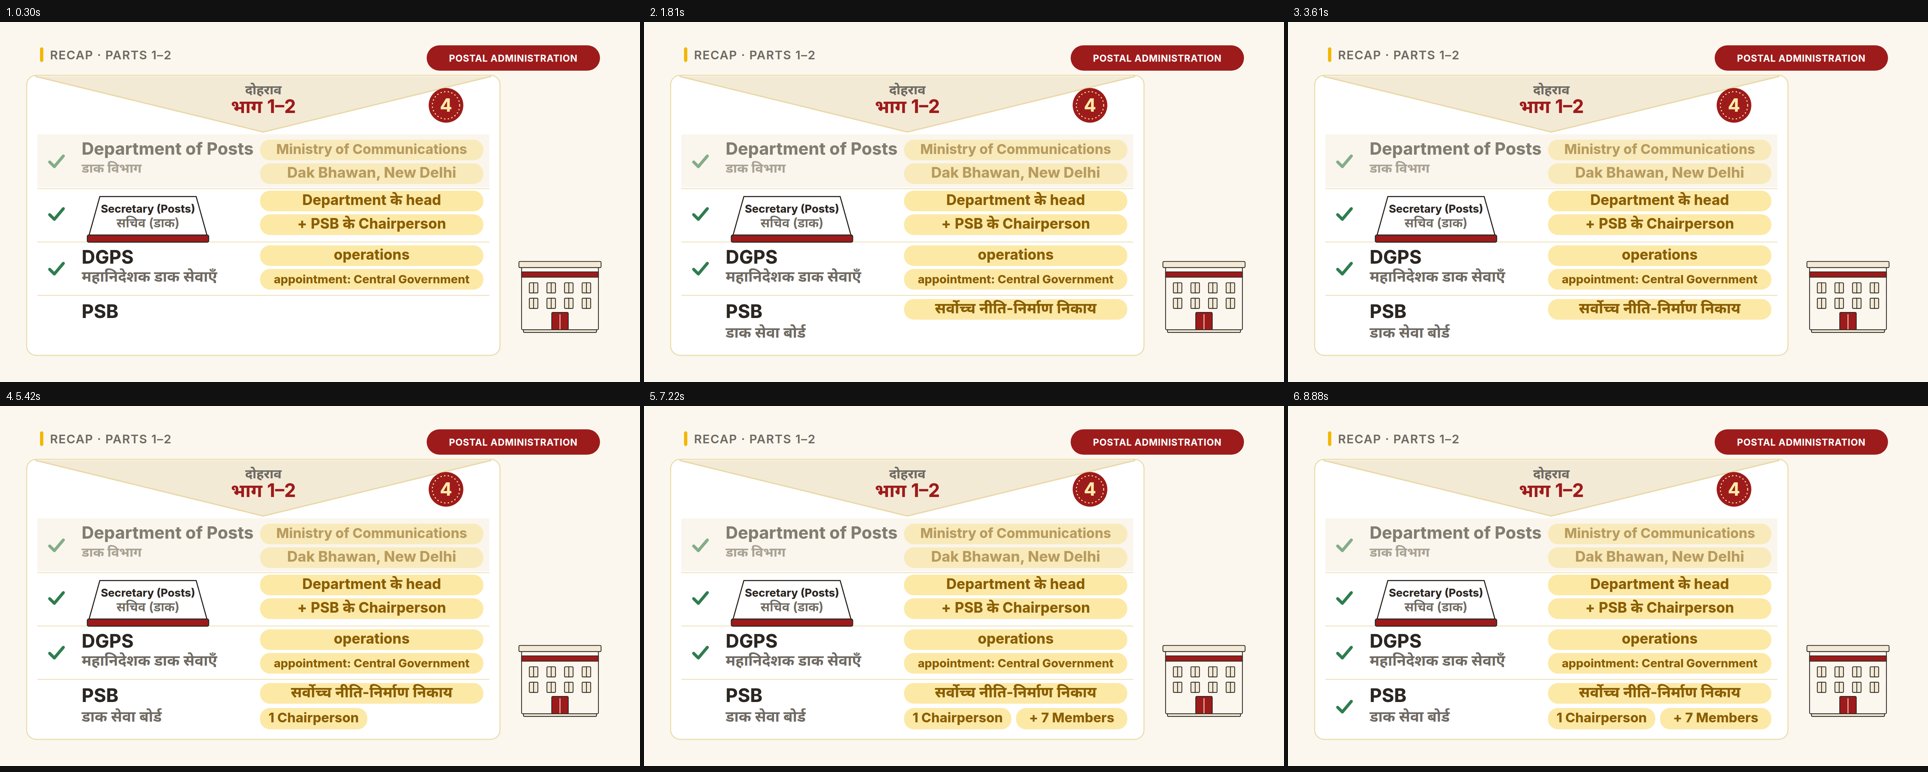 1. 0.30s
RECAP · PARTS 1–2
POSTAL ADMINISTRATION
दोहराव
भाग 1–2
4
Department of Posts
डाक विभाग
Ministry of Communications
Dak Bhawan, New Delhi
Secretary (Posts)
सचिव (डाक)
Department के head
+ PSB के Chairperson
DGPS
महानिदेशक डाक सेवाएँ
operations
appointment: Central Government
PSB
2. 1.81s
RECAP · PARTS 1–2
POSTAL ADMINISTRATION
दोहराव
भाग 1–2
4
Department of Posts
डाक विभाग
Ministry of Communications
Dak Bhawan, New Delhi
Secretary (Posts)
सचिव (डाक)
Department के head
+ PSB के Chairperson
DGPS
महानिदेशक डाक सेवाएँ
operations
appointment: Central Government
PSB
डाक सेवा बोर्ड
सर्वोच्च नीति-निर्माण निकाय
3. 3.61s
RECAP · PARTS 1–2
POSTAL ADMINISTRATION
दोहराव
भाग 1–2
4
Department of Posts
डाक विभाग
Ministry of Communications
Dak Bhawan, New Delhi
Secretary (Posts)
सचिव (डाक)
Department के head
+ PSB के Chairperson
DGPS
महानिदेशक डाक सेवाएँ
operations
appointment: Central Government
PSB
डाक सेवा बोर्ड
सर्वोच्च नीति-निर्माण निकाय
4. 5.42s
RECAP · PARTS 1–2
POSTAL ADMINISTRATION
दोहराव
भाग 1–2
4
Department of Posts
डाक विभाग
Ministry of Communications
Dak Bhawan, New Delhi
Secretary (Posts)
सचिव (डाक)
Department के head
+ PSB के Chairperson
DGPS
महानिदेशक डाक सेवाएँ
operations
appointment: Central Government
PSB
डाक सेवा बोर्ड
सर्वोच्च नीति-निर्माण निकाय
1 Chairperson
5. 7.22s
RECAP · PARTS 1–2
POSTAL ADMINISTRATION
दोहराव
भाग 1–2
4
Department of Posts
डाक विभाग
Ministry of Communications
Dak Bhawan, New Delhi
Secretary (Posts)
सचिव (डाक)
Department के head
+ PSB के Chairperson
DGPS
महानिदेशक डाक सेवाएँ
operations
appointment: Central Government
PSB
डाक सेवा बोर्ड
सर्वोच्च नीति-निर्माण निकाय
1 Chairperson
+ 7 Members
6. 8.88s
RECAP · PARTS 1–2
POSTAL ADMINISTRATION
दोहराव
भाग 1–2
4
Department of Posts
डाक विभाग
Ministry of Communications
Dak Bhawan, New Delhi
Secretary (Posts)
सचिव (डाक)
Department के head
+ PSB के Chairperson
DGPS
महानिदेशक डाक सेवाएँ
operations
appointment: Central Government
PSB
डाक सेवा बोर्ड
सर्वोच्च नीति-निर्माण निकाय
1 Chairperson
+ 7 Members